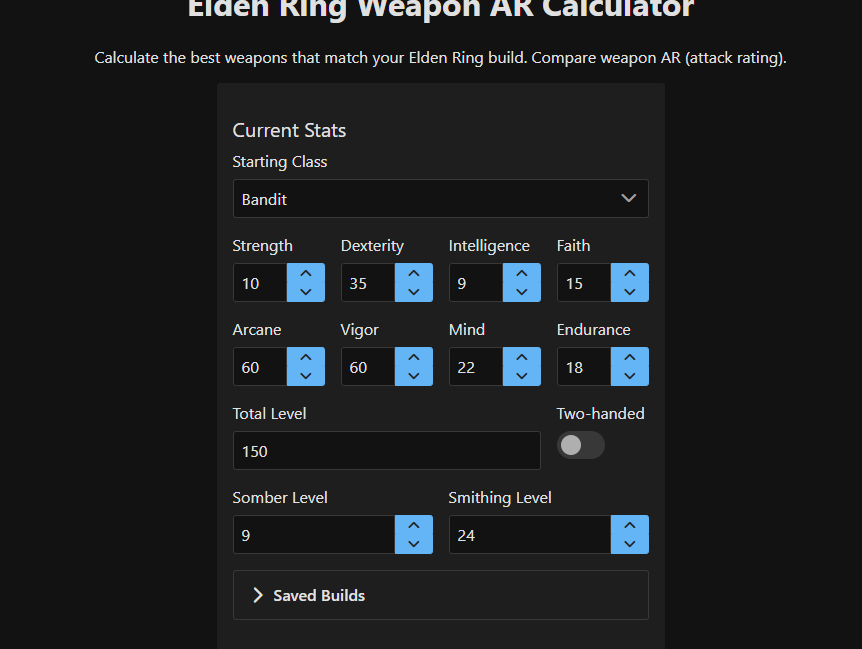 Elden Ring Weapon AR Calculator
Calculate the best weapons that match your Elden Ring build. Compare weapon AR (attack rating).
Current Stats
Starting Class
Bandit
Strength Dexterity Intelligence Faith
10 35 9 15
Arcane Vigor Mind Endurance
60 60 22 18
Total Level Two-handed
150
Somber Level Smithing Level
9 24
Saved Builds